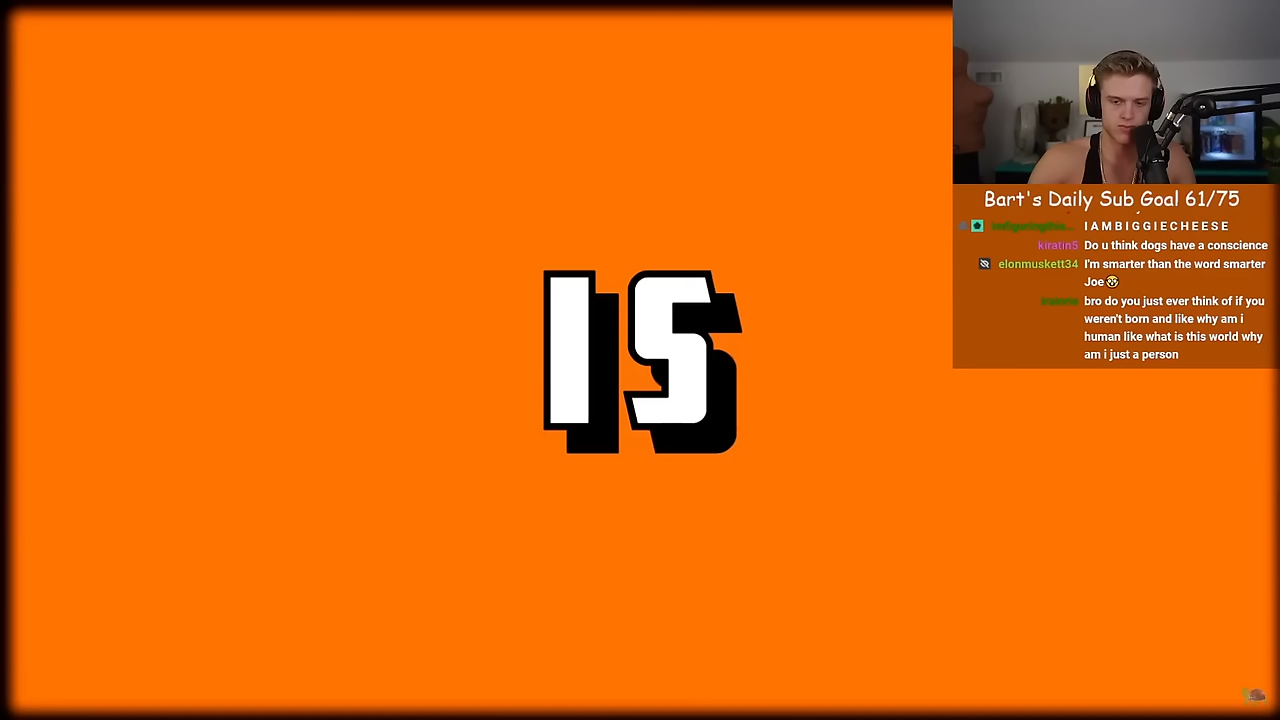 IS
Bart's Daily Sub Goal 61/75
I A M B I G G I E C H E E S E
kiratin5 Do u think dogs have a conscience
elonmuskett34 I'm smarter than the word smarter
Joe 🤓
bro do you just ever think of if you
weren't born and like why am i
human like what is this world why
am i just a person